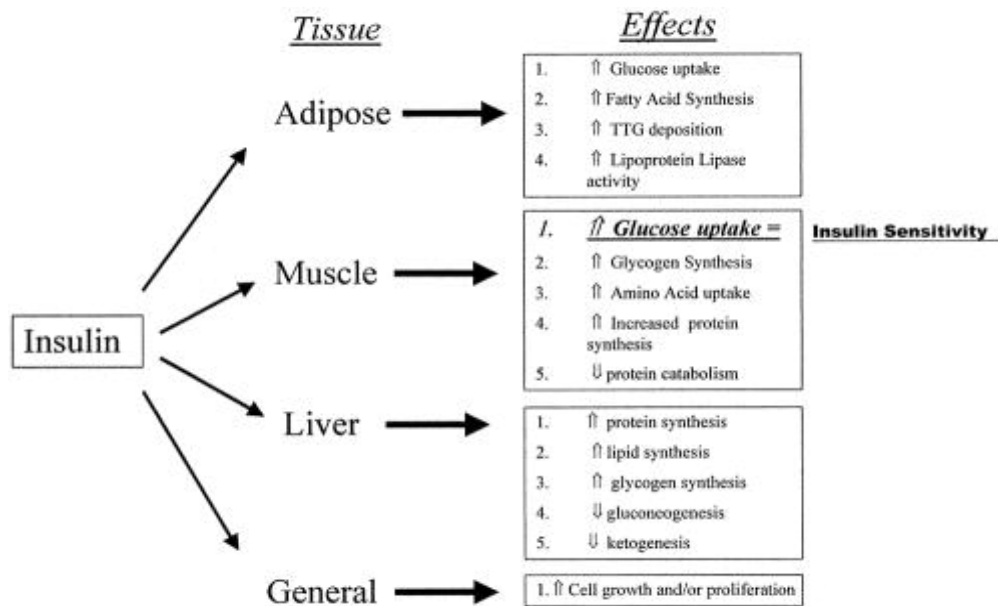 Tissue Effects
Insulin
Adipose
1. ⇑ Glucose uptake
2. ⇑ Fatty Acid Synthesis
3. ⇑ TTG deposition
4. ⇑ Lipoprotein Lipase
activity
Muscle
1. ⇑ Glucose uptake = Insulin Sensitivity
2. ⇑ Glycogen Synthesis
3. ⇑ Amino Acid uptake
4. ⇑ Increased protein
synthesis
5. ⇓ protein catabolism
Liver
1. ⇑ protein synthesis
2. ⇑ lipid synthesis
3. ⇑ glycogen synthesis
4. ⇓ gluconeogenesis
5. ⇓ ketogenesis
General
1. ⇑ Cell growth and/or proliferation